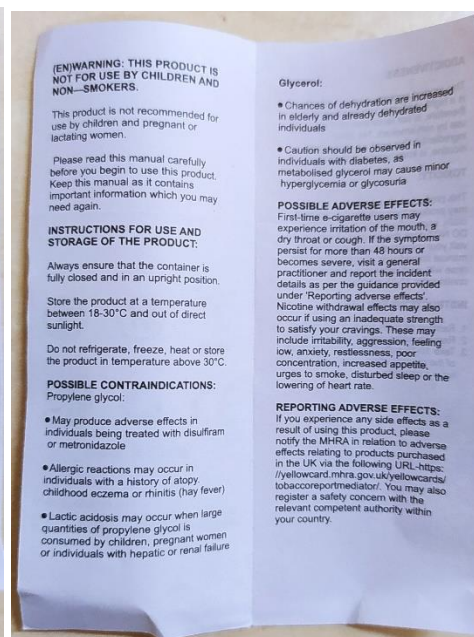 (EN)WARNING: THIS PRODUCT IS
NOT FOR USE BY CHILDREN AND
NON—SMOKERS.
This product is not recommended for
use by children and pregnant or
lactating women.
Please read this manual carefully
before you begin to use this product.
Keep this manual as it contains
important information which you may
need again.
INSTRUCTIONS FOR USE AND
STORAGE OF THE PRODUCT:
Always ensure that the container is
fully closed and in an upright position.
Store the product at a temperature
between 18-30°C and out of direct
sunlight.
Do not refrigerate, freeze, heat or store
the product in temperature above 30°C.
POSSIBLE CONTRAINDICATIONS:
Propylene glycol:
●May produce adverse effects in
individuals being treated with disulfiram
or metronidazole
●Allergic reactions may occur in
individuals with a history of atopy.
childhood eczema or rhinitis (hay fever)
●Lactic acidosis may occur when large
quantities of propylene glycol is
consumed by children, pregnant women
or individuals with hepatic or renal failure
Glycerol:
●Chances of dehydration are increased
in elderly and already dehydrated
individuals
●Caution should be observed in
individuals with diabetes, as
metabolised glycerol may cause minor
hyperglycemia or glycosuria
POSSIBLE ADVERSE EFFECTS:
First-time e-cigarette users may
experience irritation of the mouth, a
dry throat or cough. If the symptoms
persist for more than 48 hours or
becomes severe, visit a general
practitioner and report the incident
details as per the guidance provided
under 'Reporting adverse effects'.
Nicotine withdrawal effects may also
occur if using an inadequate strength
to satisfy your cravings. These may
include irritability, aggression, feeling
low, anxiety, restlessness, poor
concentration, increased appetite,
urges to smoke, disturbed sleep or the
lowering of heart rate.
REPORTING ADVERSE EFFECTS:
If you experience any side effects as a
result of using this product, please
notify the MHRA in relation to adverse
effects relating to products purchased
in the UK via the following URL-https:
//yellowcard.mhra.gov.uk/yellowcards/
tobaccoreportmediator/. You may also
register a safety concern with the
relevant competent authority within
your country.